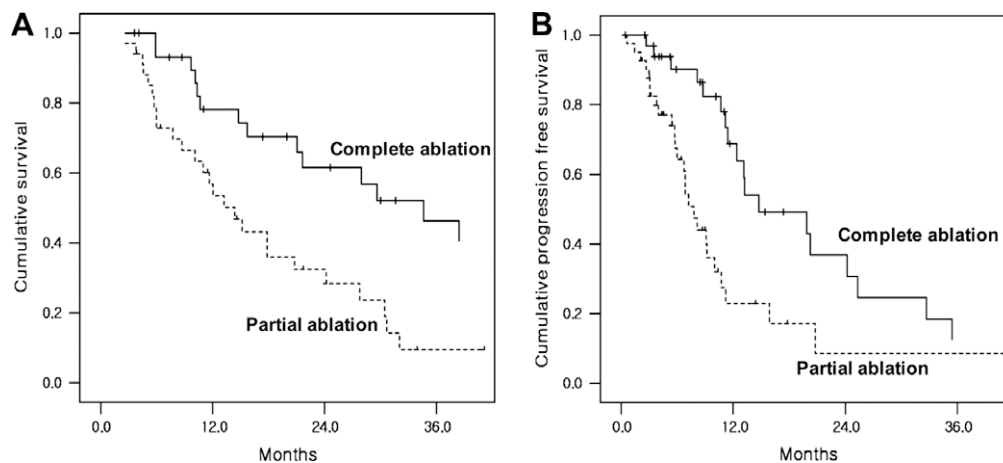 A
Cumulative survival
1.0
0.8
0.6
0.4
0.2
0.0
Complete ablation
Partial ablation
0.0 12.0 24.0 36.0
Months
B
Cumulative progression free survival
1.0
0.8
0.6
0.4
0.2
0.0
Complete ablation
Partial ablation
0.0 12.0 24.0 36.0
Months